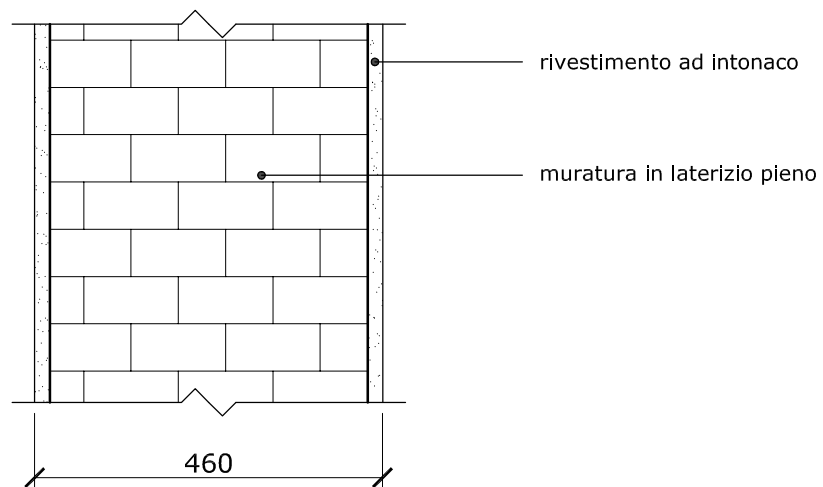 rivestimento ad intonaco
muratura in laterizio pieno
460